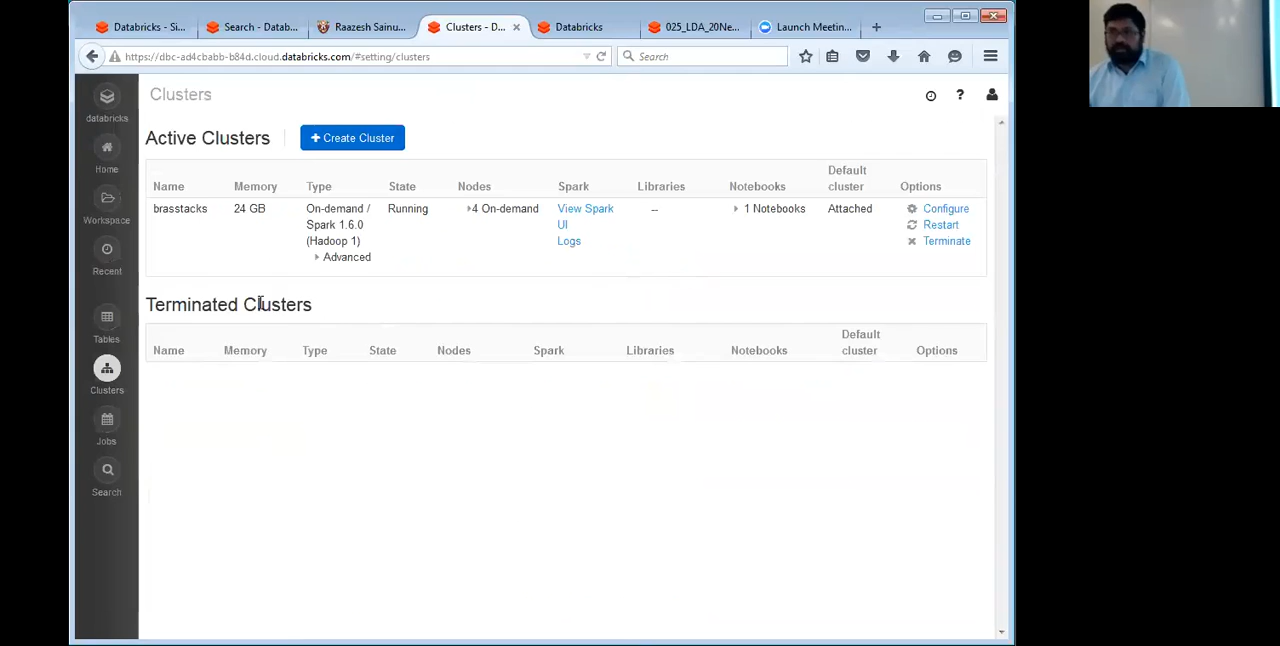 Databricks - Si...
Search - Datab...
Raazesh Sainu...
Clusters - D...
Databricks
025_LDA_20Ne...
Launch Meetin...
https://dbc-ad4cbabb-b84d.cloud.databricks.com/#setting/clusters
Search
databricks
Home
Workspace
Recent
Tables
Clusters
Jobs
Search
Clusters
?
Active Clusters
+ Create Cluster
Name Memory Type State Nodes Spark Libraries Notebooks Default cluster Options
brasstacks 24 GB On-demand / Running 4 On-demand View Spark -- 1 Notebooks Attached Configure
Spark 1.6.0 UI Restart
(Hadoop 1) Logs Terminate
Advanced
Terminated Clusters
Name Memory Type State Nodes Spark Libraries Notebooks Default cluster Options